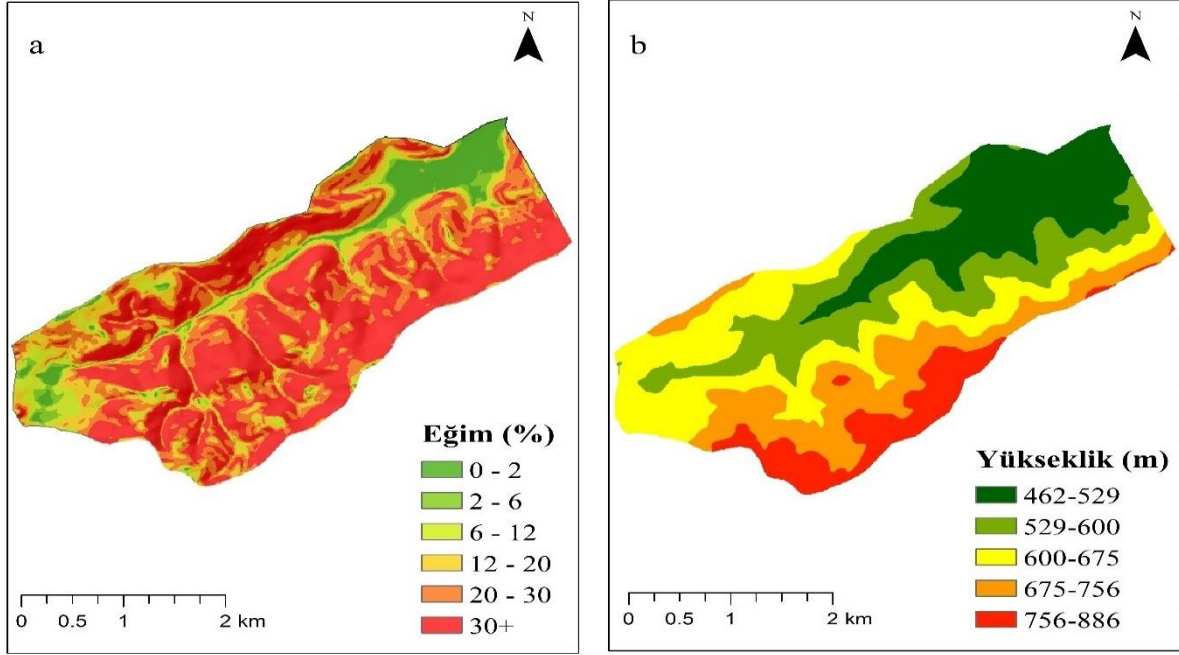 a
N
Eğim (%)
0 - 2
2 - 6
6 - 12
12 - 20
20 - 30
30+
0 0.5 1 2 km
b
N
Yükseklik (m)
462-529
529-600
600-675
675-756
756-886
0 0.5 1 2 km